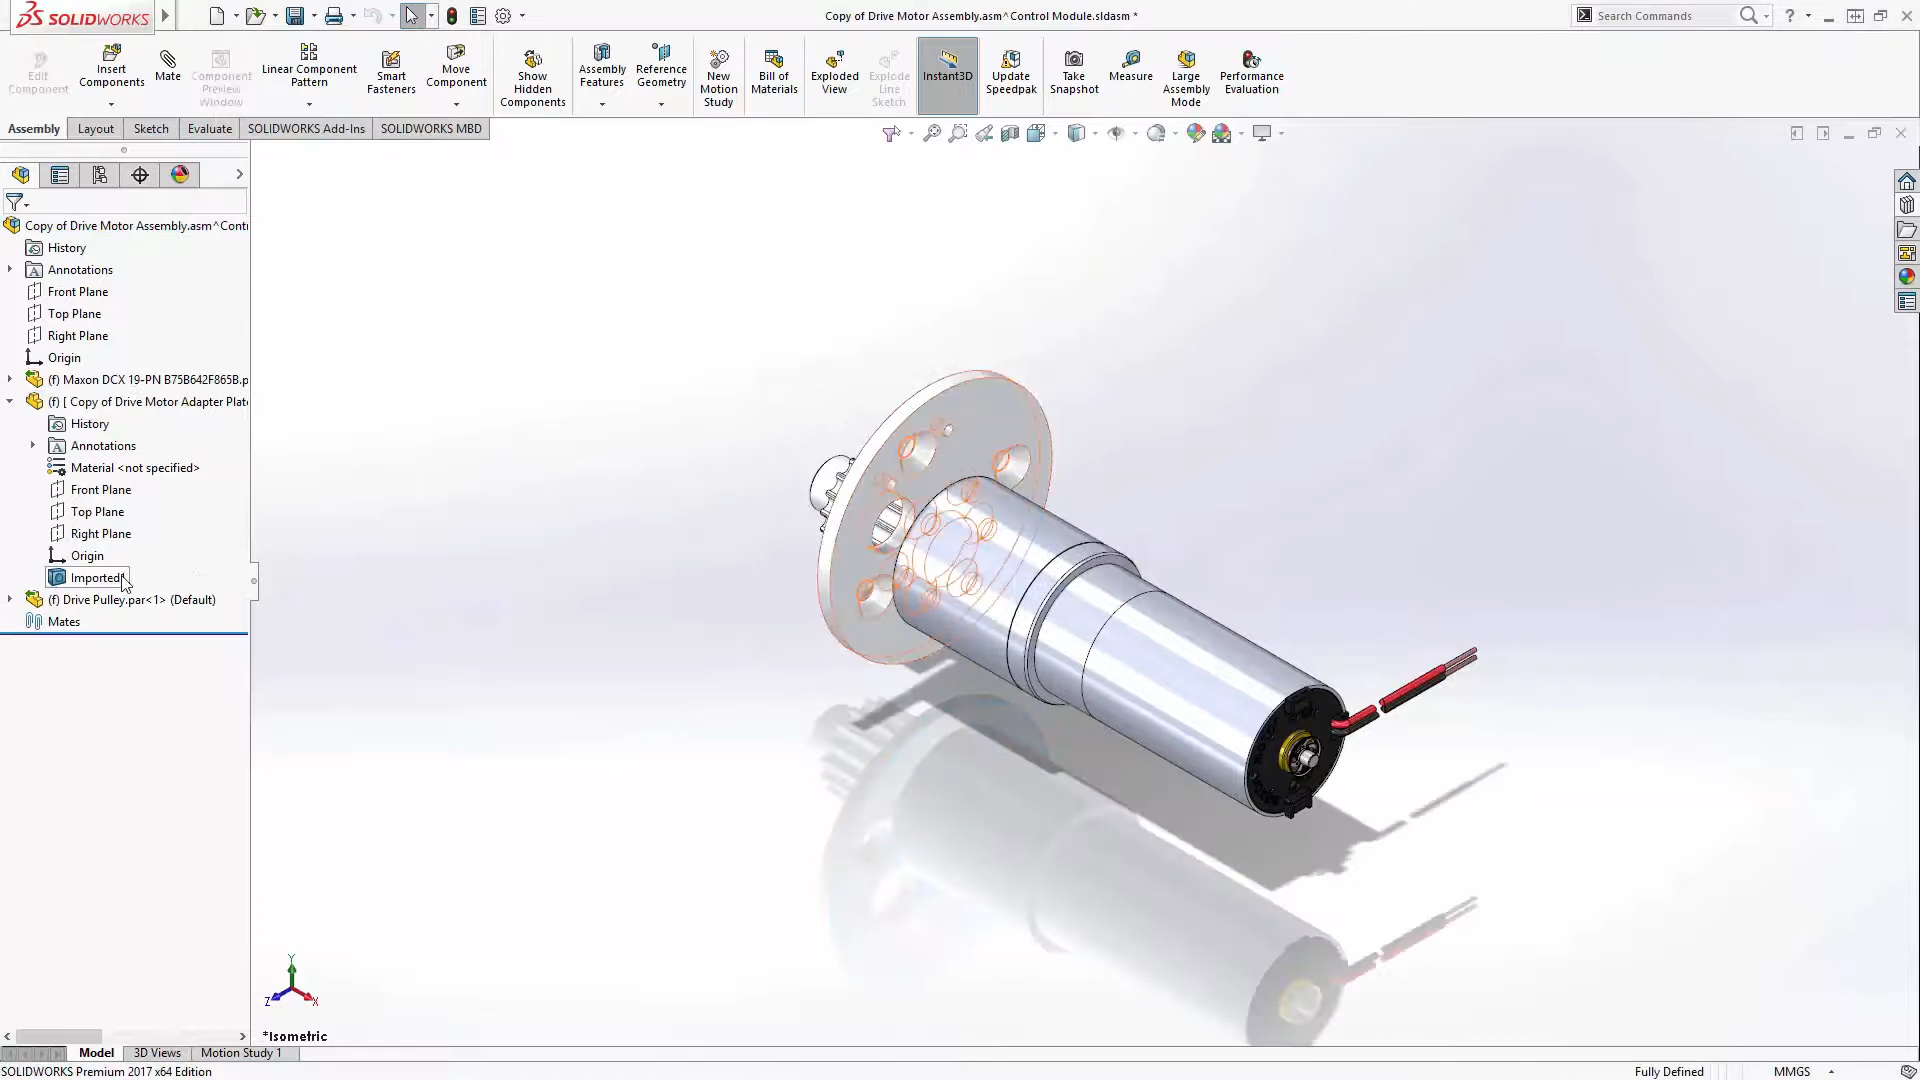 SOLIDWORKS
Copy of Drive Motor Assembly.asm^Control Module.sldasm *
Search Commands
Edit Component
Insert Components
Mate
Component Preview Window
Linear Component Pattern
Smart Fasteners
Move Component
Show Hidden Components
Assembly Features
Reference Geometry
New Motion Study
Bill of Materials
Exploded View
Explode Line Sketch
Instant3D
Update Speedpak
Take Snapshot
Measure
Large Assembly Mode
Performance Evaluation
Assembly Layout Sketch Evaluate SOLIDWORKS Add-Ins SOLIDWORKS MBD
Copy of Drive Motor Assembly.asm^Contr
History
Annotations
Front Plane
Top Plane
Right Plane
Origin
(f) Maxon DCX 19-PN B75B642F865B.p
(f) [ Copy of Drive Motor Adapter Plate
History
Annotations
Material <not specified>
Front Plane
Top Plane
Right Plane
Origin
Imported1
(f) Drive Pulley.par<1> (Default)
Mates
Y
Z X
*Isometric
Model 3D Views Motion Study 1
SOLIDWORKS Premium 2017 x64 Edition
Fully Defined
MMGS